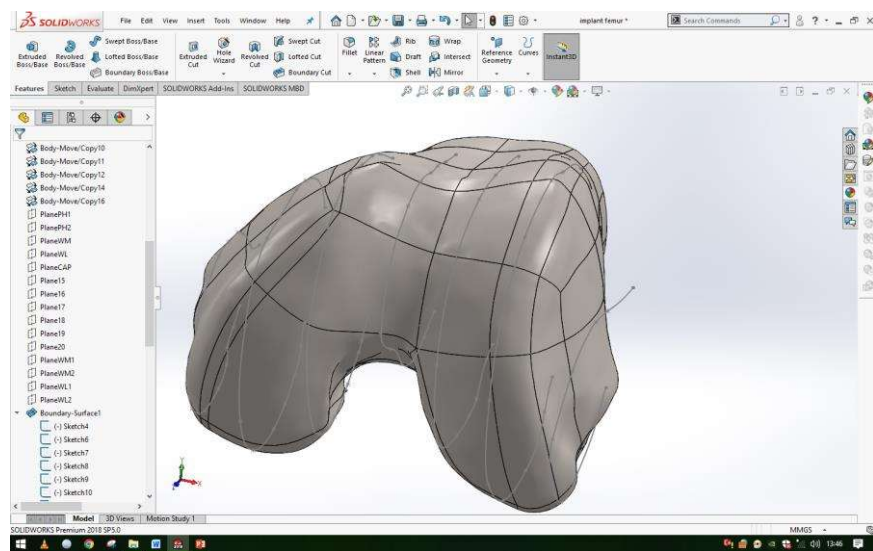 SOLIDWORKS File Edit View Insert Tools Window Help implant femur * Search Commands
Extruded Boss/Base Revolved Boss/Base Swept Boss/Base Lofted Boss/Base Boundary Boss/Base Extruded Cut Hole Wizard Revolved Cut Swept Cut Lofted Cut Boundary Cut Fillet Linear Pattern Rib Draft Shell Wrap Intersect Mirror Reference Geometry Curves Instant3D
Features Sketch Evaluate DimXpert SOLIDWORKS Add-Ins SOLIDWORKS MBD
Body-Move/Copy10
Body-Move/Copy11
Body-Move/Copy12
Body-Move/Copy14
Body-Move/Copy16
PlanePH1
PlanePH2
PlaneWM
PlaneWL
PlaneCAP
Plane15
Plane16
Plane17
Plane18
Plane19
Plane20
PlaneWM1
PlaneWM2
PlaneWL1
PlaneWL2
Boundary-Surface1
(-) Sketch4
(-) Sketch6
(-) Sketch7
(-) Sketch8
(-) Sketch9
(-) Sketch10
Model 3D Views Motion Study 1
SOLIDWORKS Premium 2018 SP5.0 MMGS
13:46